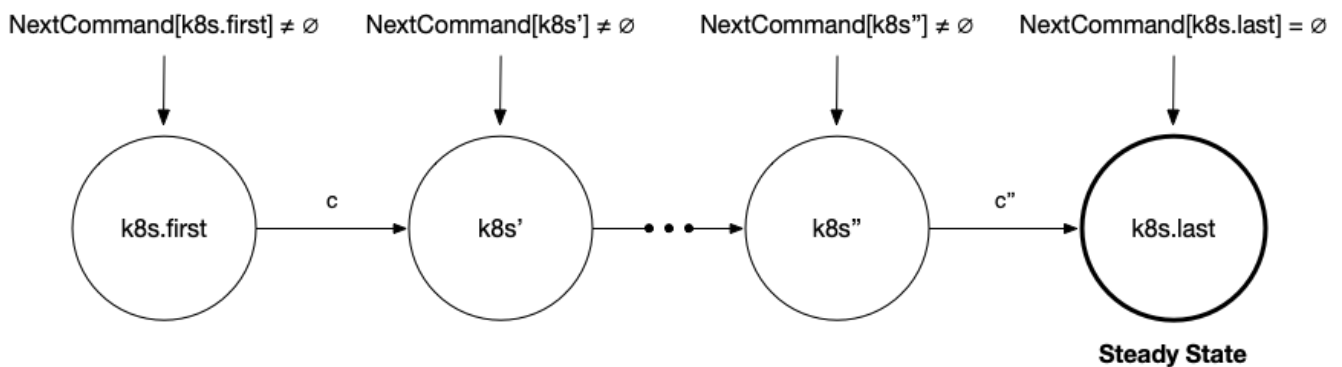 NextCommand[k8s.first] ≠ ∅
NextCommand[k8s’] ≠ ∅
NextCommand[k8s”] ≠ ∅
NextCommand[k8s.last] = ∅
k8s.first
c
k8s’
k8s”
c”
k8s.last
Steady State